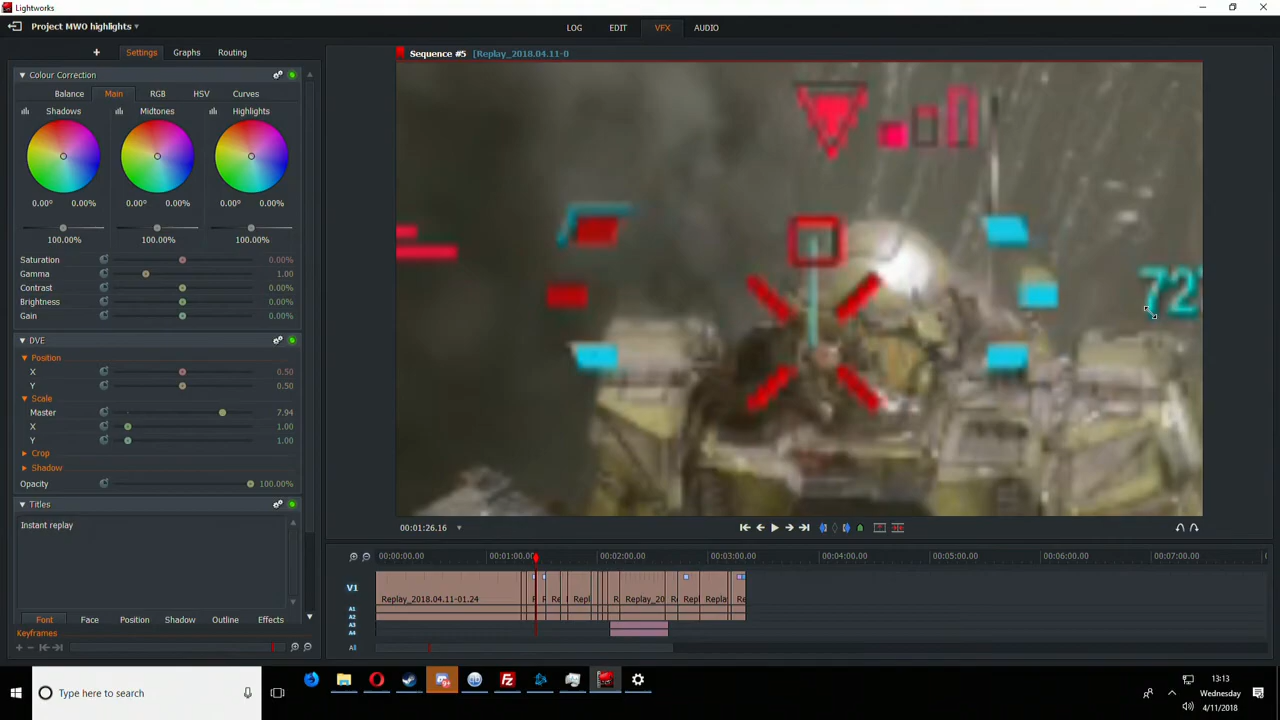 Lightworks
Project MWO highlights
LOG EDIT VFX AUDIO
+ Settings Graphs Routing
Sequence #5 [Replay_2018.04.11-0
Colour Correction
Balance Main RGB HSV Curves
Shadows Midtones Highlights
0.00° 0.00% 0.00° 0.00% 0.00° 0.00%
100.00% 100.00% 100.00%
Saturation 0.00%
Gamma 1.00
Contrast 0.00%
Brightness 0.00%
Gain 0.00%
DVE
Position
X 0.50
Y 0.50
Scale
Master 7.94
X 1.00
Y 1.00
Crop
Shadow
Opacity 100.00%
Titles
Instant replay
Font Face Position Shadow Outline Effects
Keyframes
72
00:01:26.16
00:00:00.00 00:01:00.00 00:02:00.00 00:03:00.00 00:04:00.00 00:05:00.00 00:06:00.00 00:07:00.00
V1
Replay_2018.04.11-01.24 R R Re Repl R Replay_20 R Repl Repla Re
A1
A2
A3
A4
All
Type here to search
13:13
Wednesday
4/11/2018